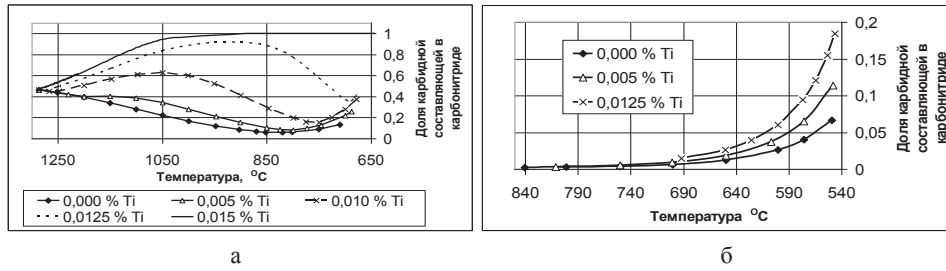 1
0,8
0,6
0,4
0,2
0
Доля карбидной
составляющей в
карбонитриде
1250
1050
850
650
Температура, °C
0,000 % Ti
0,005 % Ti
0,010 % Ti
0,0125 % Ti
0,015 % Ti
а
0,000 % Ti
0,005 % Ti
0,0125 % Ti
0,2
0,15
0,1
0,05
0
Доля карбидной
составляющей в
карбонитриде
840
790
740
690
640
590
540
Температура °C
б